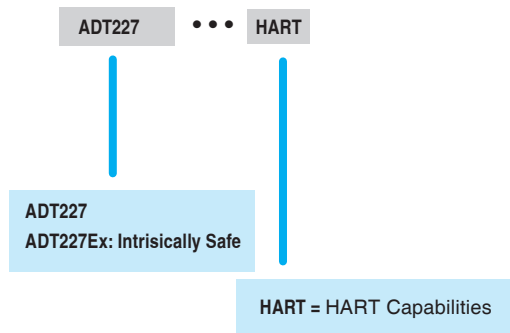 ADT227 ••• HART
ADT227
ADT227Ex: Intrisically Safe
HART = HART Capabilities